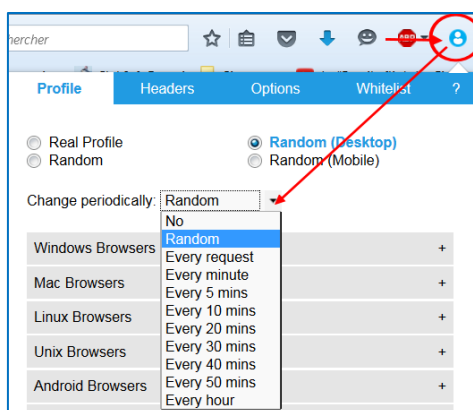 hercher
ABP
Profile Headers Options Whitelist ?
Real Profile Random (Desktop)
Random Random (Mobile)
Change periodically: Random
No
Random
Windows Browsers +
Every request
Every minute
Mac Browsers +
Every 5 mins
Every 10 mins
Linux Browsers +
Every 20 mins
Every 30 mins
Unix Browsers +
Every 40 mins
Every 50 mins
Android Browsers +
Every hour